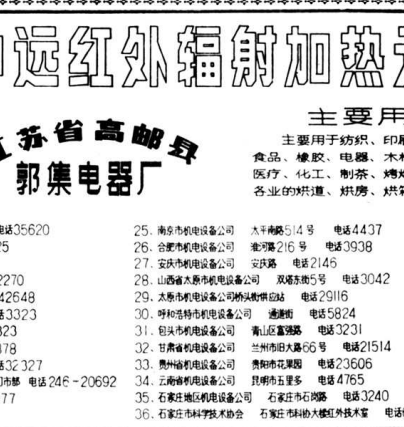 远红外辐射加热
江苏省高邮县
郭集电器厂
主要用
主要用于纺织、印刷
食品、橡胶、电器、木材
医疗、化工、制茶、烤烟
各业的烘道、烘房、烘箱
电话35620
25
2270
42648
3323
323
478
32327
门市部 电话246-20692
77
25. 南京市机电设备公司 太平南路514号 电话4437
26. 合肥市机电设备公司 淮河路216号 电话3938
27. 安庆市机电设备公司 安庆路 电话2146
28. 山西省太原市机电设备公司 双塔东街5号 电话3042
29. 太原市机电设备公司桥头街供应站 电话29116
30. 呼和浩特市机电设备公司 通道街 电话5824
31. 包头市机电设备公司 青山区富强路 电话3231
32. 甘肃省机电设备公司 兰州市旧大路66号 电话21514
33. 贵州省机电设备公司 贵阳市花果园 电话23606
34. 云南省机电设备公司 昆明市五里多 电话4765
35. 石家庄地区机电设备公司 石家庄市石岗路 电话3240
36. 石家庄市科学技术协会 石家庄市科协大楼红外技术室 电话